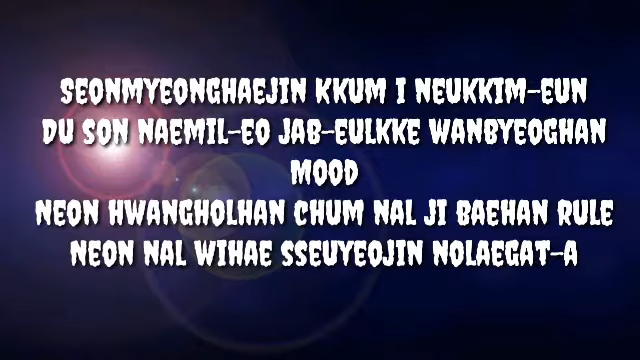 SEONMYEONGHAEJIN KKUM I NEUKKIM-EUN
DU SON NAEMIL-EO JAB-EULKKE WANBYEOGHAN
MOOD
NEON HWANGHOLHAN CHUM NAL JI BAEHAN RULE
NEON NAL WIHAE SSEUYEOJIN NOLAEGAT-A